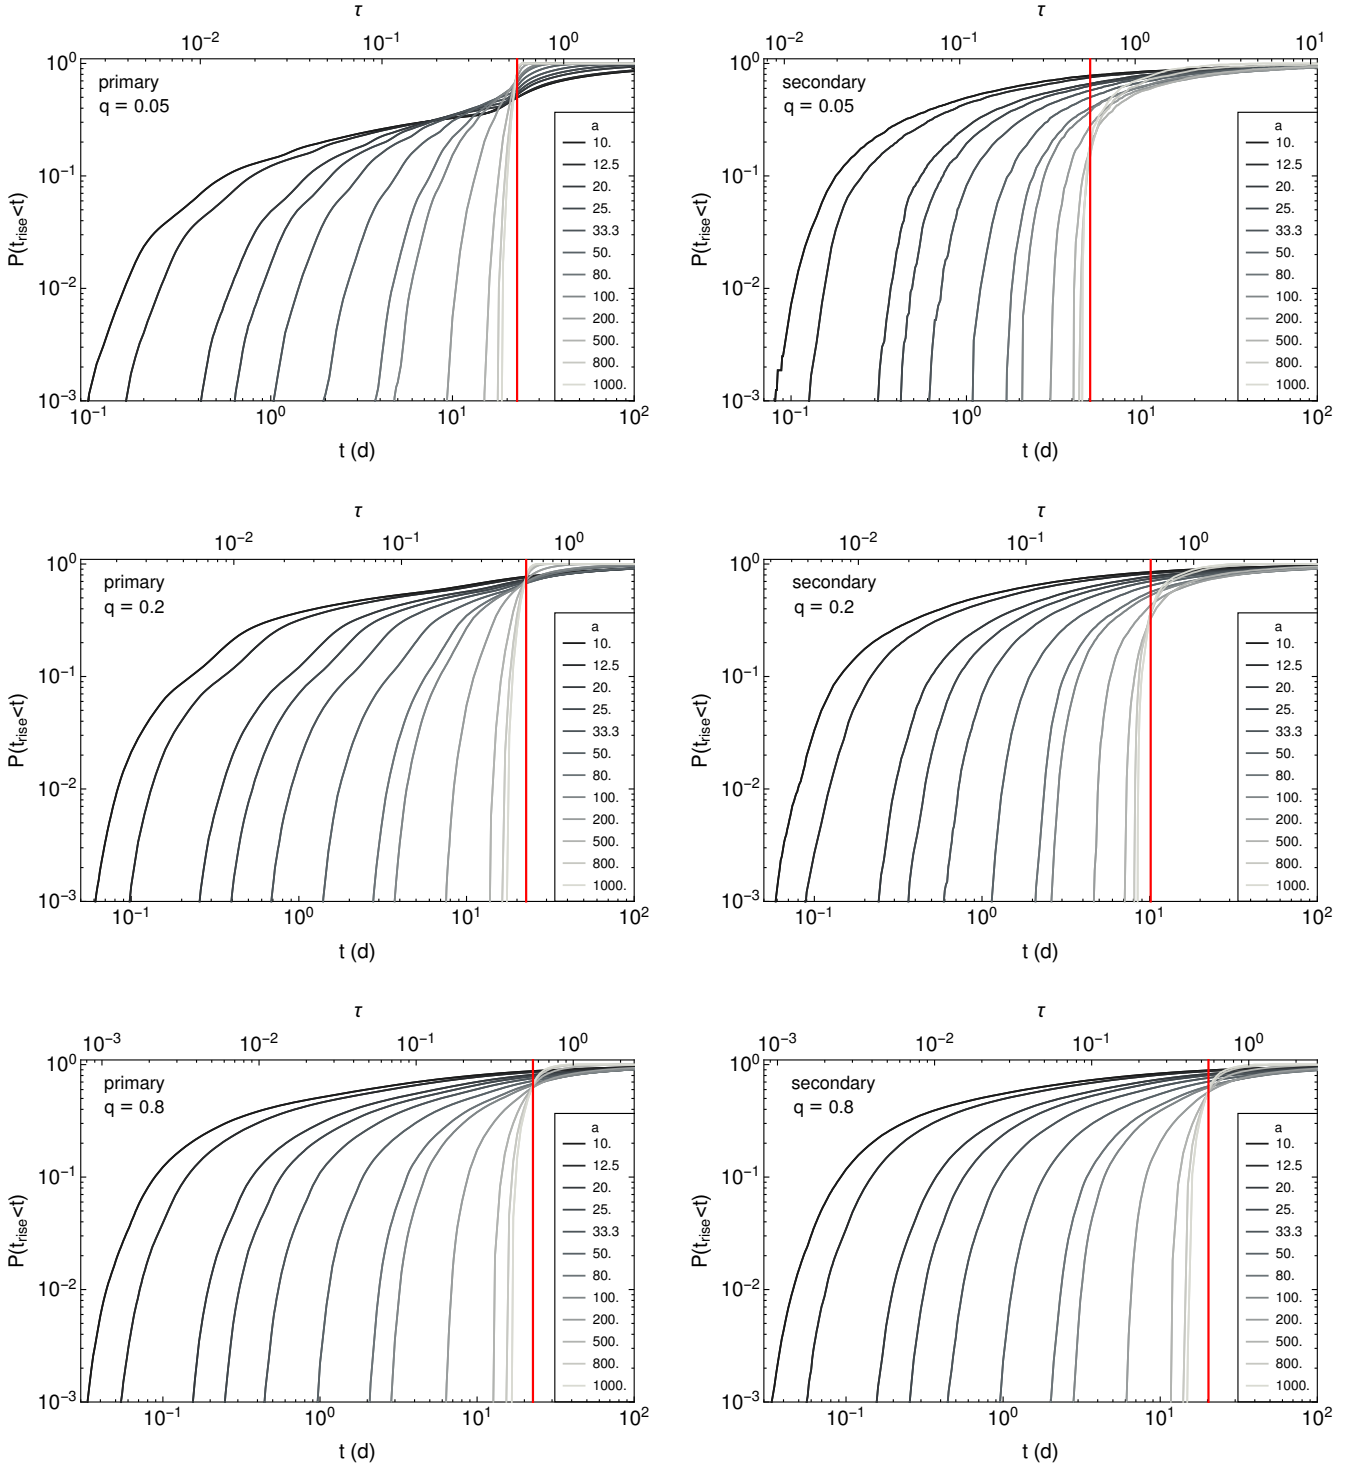 τ
10⁻² 10⁻¹ 10⁰
primary
q = 0.05
10⁰
10⁻¹
10⁻²
10⁻³
P(t_rise<t)
a
10.
12.5
20.
25.
33.3
50.
80.
100.
200.
500.
800.
1000.
10⁻¹ 10⁰ 10¹ 10²
t (d)
τ
10⁻² 10⁻¹ 10⁰ 10¹
secondary
q = 0.05
10⁰
10⁻¹
10⁻²
10⁻³
P(t_rise<t)
a
10.
12.5
20.
25.
33.3
50.
80.
100.
200.
500.
800.
1000.
10⁻¹ 10⁰ 10¹ 10²
t (d)
τ
10⁻² 10⁻¹ 10⁰
primary
q = 0.2
10⁰
10⁻¹
10⁻²
10⁻³
P(t_rise<t)
a
10.
12.5
20.
25.
33.3
50.
80.
100.
200.
500.
800.
1000.
10⁻¹ 10⁰ 10¹ 10²
t (d)
τ
10⁻² 10⁻¹ 10⁰
secondary
q = 0.2
10⁰
10⁻¹
10⁻²
10⁻³
P(t_rise<t)
a
10.
12.5
20.
25.
33.3
50.
80.
100.
200.
500.
800.
1000.
10⁻¹ 10⁰ 10¹ 10²
t (d)
τ
10⁻³ 10⁻² 10⁻¹ 10⁰
primary
q = 0.8
10⁰
10⁻¹
10⁻²
10⁻³
P(t_rise<t)
a
10.
12.5
20.
25.
33.3
50.
80.
100.
200.
500.
800.
1000.
10⁻¹ 10⁰ 10¹ 10²
t (d)
τ
10⁻³ 10⁻² 10⁻¹ 10⁰
secondary
q = 0.8
10⁰
10⁻¹
10⁻²
10⁻³
P(t_rise<t)
a
10.
12.5
20.
25.
33.3
50.
80.
100.
200.
500.
800.
1000.
10⁻¹ 10⁰ 10¹ 10²
t (d)